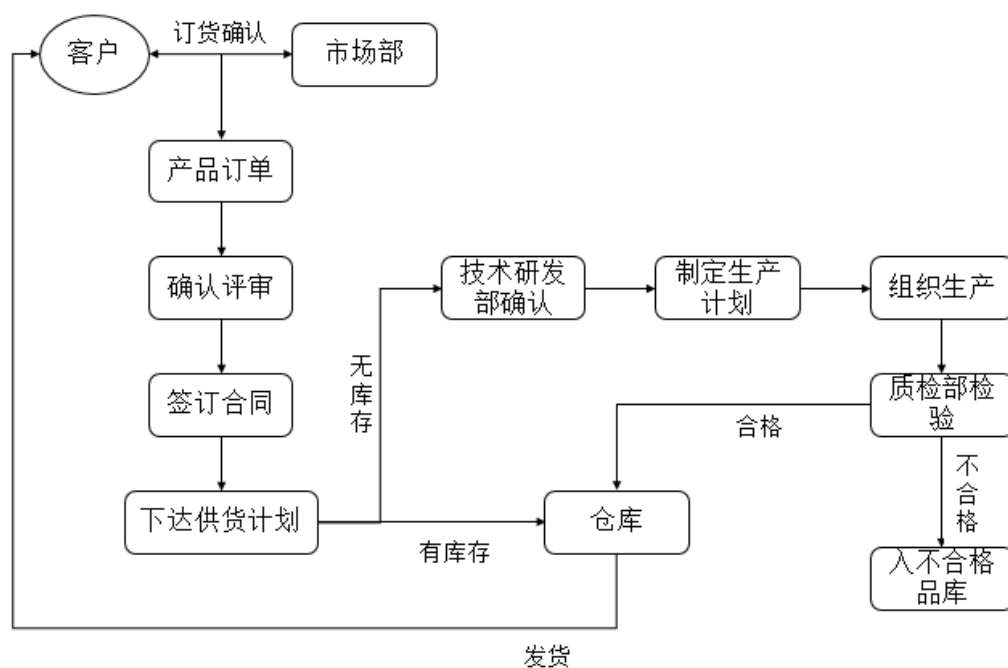 订货确认
客户
市场部
产品订单
确认评审
技术研发
部确认
制定生产
计划
组织生产
无
库
存
签订合同
质检部检
验
合格
不
合
格
下达供货计划
仓库
有库存
入不合格
品库
发货